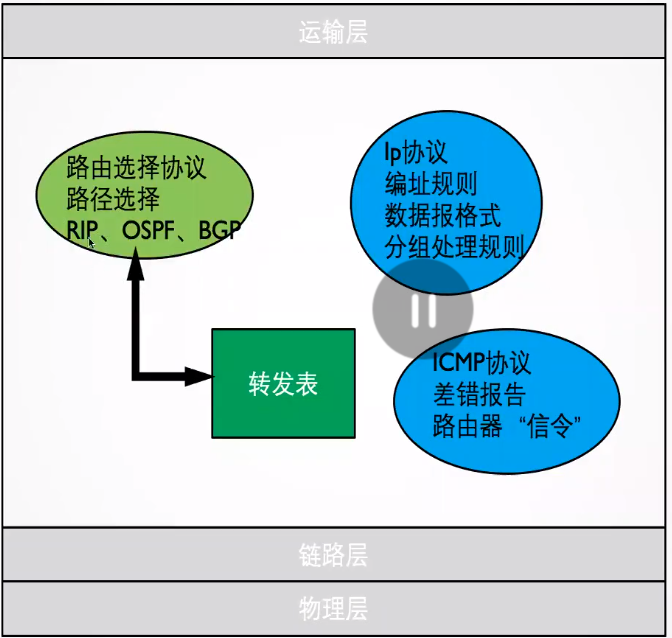 运输层
路由选择协议
路径选择
RIP、OSPF、BGP
Ip协议
编址规则
数据报格式
分组处理规则
转发表
ICMP协议
差错报告
路由器“信令”
链路层
物理层